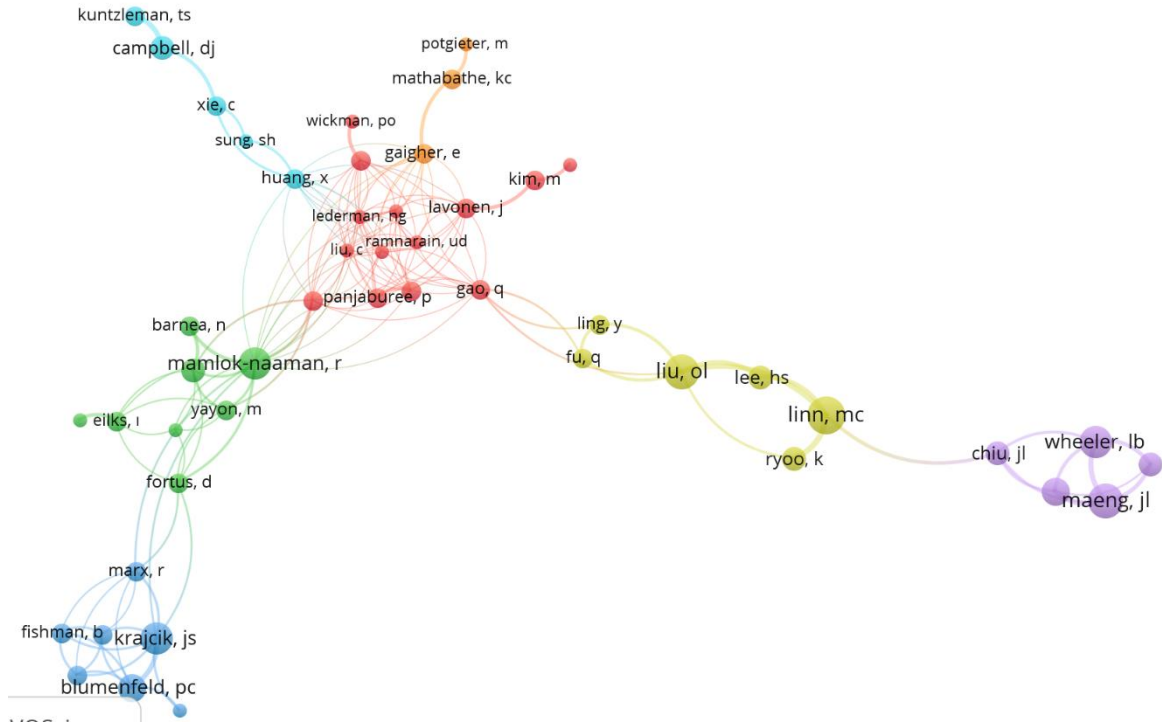 kuntzleman, ts
campbell, dj
potgieter, m
mathabathe, kc
xie, c
wickman, po
sung, sh
gaigher, e
huang, x
kim, m
lederman, ng
lavonen, j
liu, c
ramnarain, ud
panjaburee, p
gao, q
barnea, n
ling, y
mamlok-naaman, r
fu, q
liu, ol
lee, hs
eilks, ı
yayon, m
linn, mc
wheeler, lb
chiu, jl
ryoo, k
fortus, d
maeng, jl
marx, r
fishman, b
krajcik, js
blumenfeld, pc